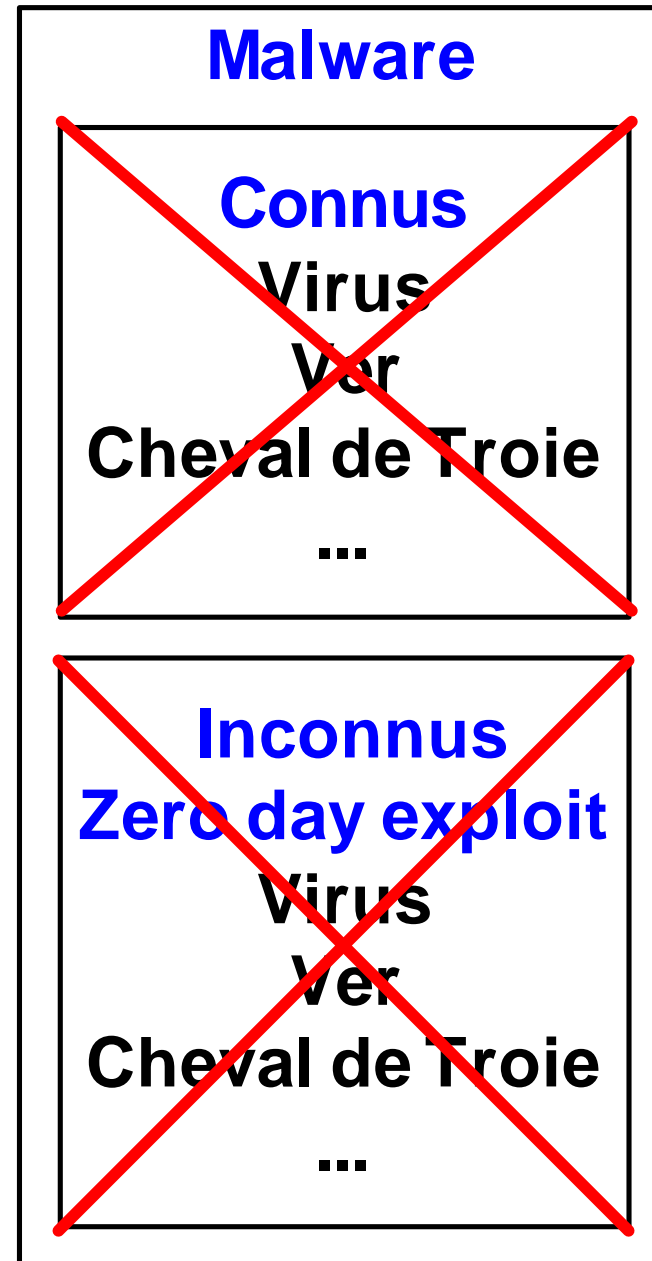 Malware
Connus
Virus
Ver
Cheval de Troie
...
Inconnus
Zero day exploit
Virus
Ver
Cheval de Troie
...